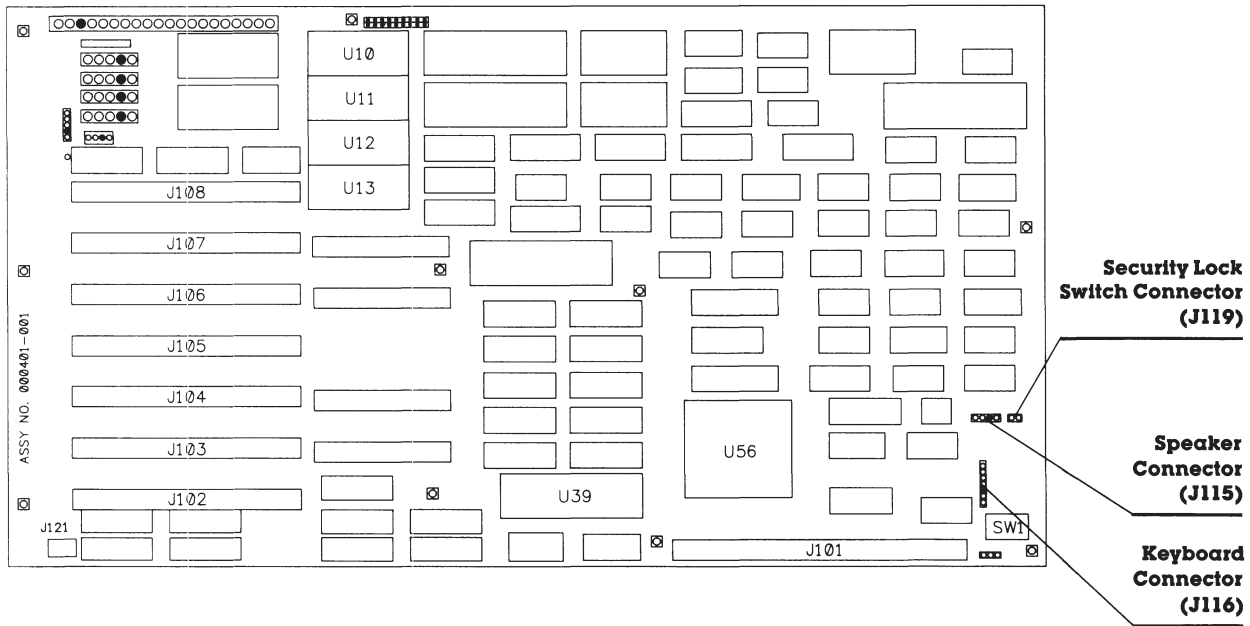 U10
U11
U12
U13
J108
J107
J106
J105
J104
J103
J102
J121
ASSY NO. 000401-001
U39
U56
SW1
J101
Security Lock
Switch Connector
(J119)
Speaker
Connector
(J115)
Keyboard
Connector
(J116)